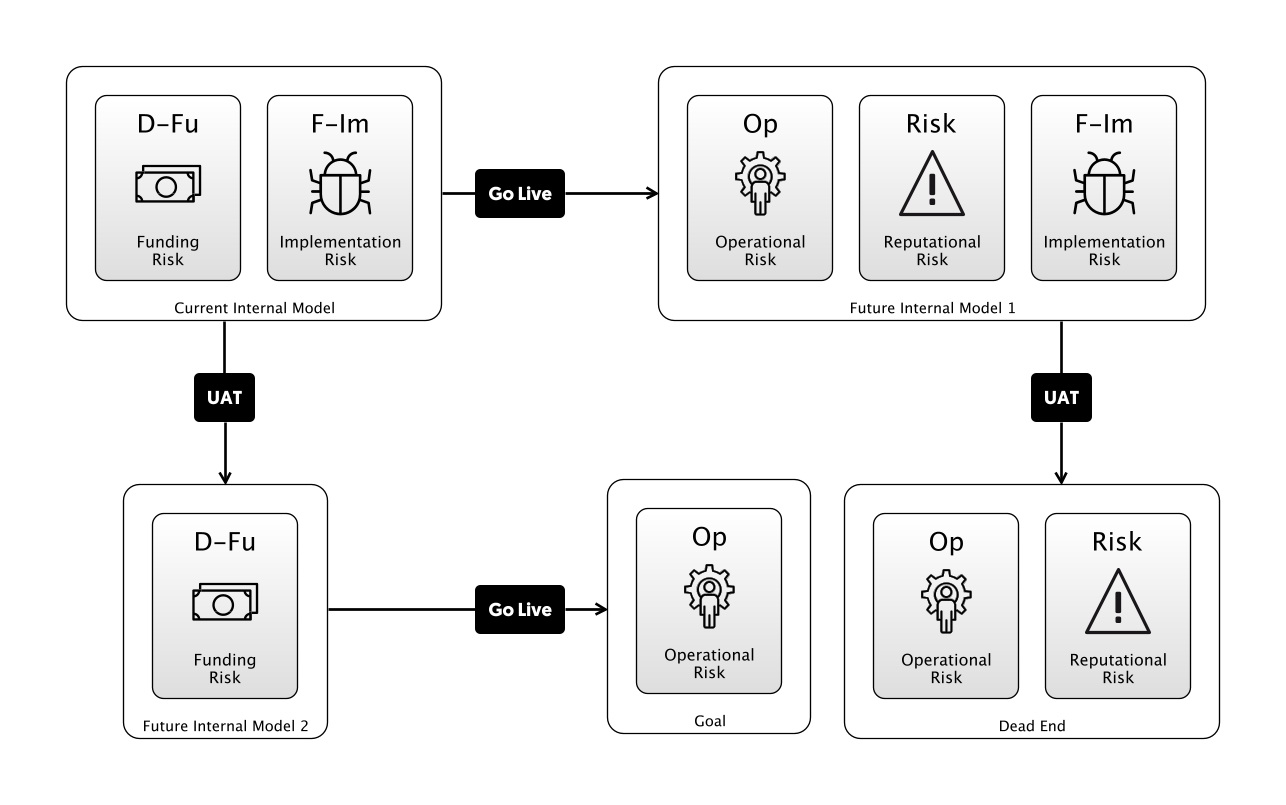 D-Fu
Funding
Risk
F-Im
Implementation
Risk
Current Internal Model
Go Live
Op
Operational
Risk
Risk
Reputational
Risk
F-Im
Implementation
Risk
Future Internal Model 1
UAT
UAT
D-Fu
Funding
Risk
Future Internal Model 2
Go Live
Op
Operational
Risk
Goal
Op
Operational
Risk
Risk
Reputational
Risk
Dead End